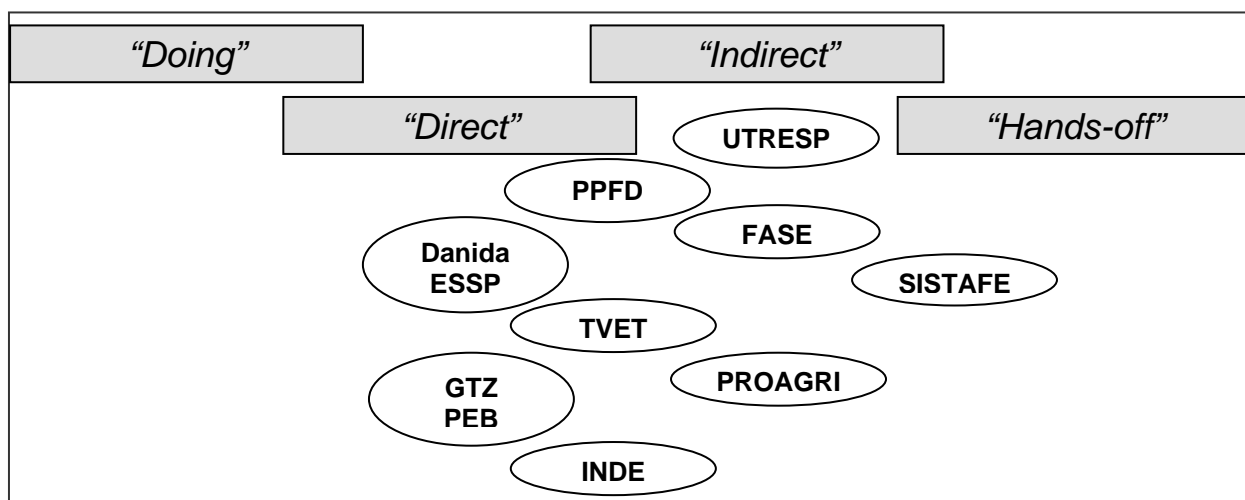 “Doing”
“Indirect”
“Direct”
“Hands-off”
UTRESP
PPFD
FASE
Danida
ESSP
SISTAFE
TVET
PROAGRI
GTZ
PEB
INDE